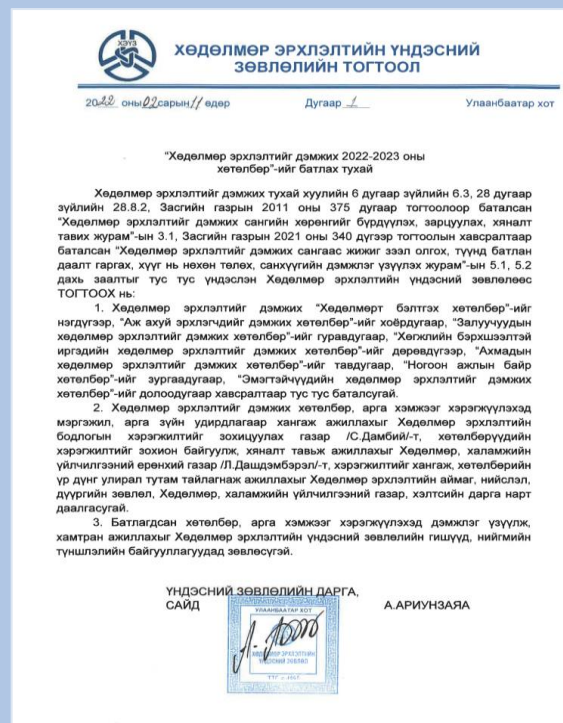 ХЭҮЗ
ХӨДӨЛМӨР ЭРХЛЭЛТИЙН ҮНДЭСНИЙ
ЗӨВЛӨЛИЙН ТОГТООЛ
2022 оны 02 сарын 11 өдөр Дугаар 1 Улаанбаатар хот
“Хөдөлмөр эрхлэлтийг дэмжих 2022-2023 оны
хөтөлбөр”-ийг батлах тухай
Хөдөлмөр эрхлэлтийг дэмжих тухай хуулийн 6 дугаар зүйлийн 6.3, 28 дугаар
зүйлийн 28.8.2, Засгийн газрын 2011 оны 375 дугаар тогтоолоор баталсан
“Хөдөлмөр эрхлэлтийг дэмжих сангийн хөрөнгийг бүрдүүлэх, зарцуулах, хяналт
тавих журам”-ын 3.1, Засгийн газрын 2021 оны 340 дүгээр тогтоолын хавсралтаар
баталсан “Хөдөлмөр эрхлэлтийг дэмжих сангаас жижиг зээл олгох, түүнд батлан
даалт гаргах, хүүг нь нөхөн төлөх, санхүүгийн дэмжлэг үзүүлэх журам”-ын 5.1, 5.2
дахь заалтыг тус тус үндэслэн Хөдөлмөр эрхлэлтийн үндэсний зөвлөлөөс
ТОГТООХ нь:
1. Хөдөлмөр эрхлэлтийг дэмжих “Хөдөлмөрт бэлтгэх хөтөлбөр”-ийг
нэгдүгээр, “Аж ахуй эрхлэгчдийг дэмжих хөтөлбөр”-ийг хоёрдугаар, “Залуучуудын
хөдөлмөр эрхлэлтийг дэмжих хөтөлбөр”-ийг гуравдугаар, “Хөгжлийн бэрхшээлтэй
иргэдийн хөдөлмөр эрхлэлтийг дэмжих хөтөлбөр”-ийг дөрөвдүгээр, “Ахмадын
хөдөлмөр эрхлэлтийг дэмжих хөтөлбөр”-ийг тавдугаар, “Ногоон ажлын байр
хөтөлбөр”-ийг зургаадугаар, “Эмэгтэйчүүдийн хөдөлмөр эрхлэлтийг дэмжих
хөтөлбөр”-ийг долоодугаар хавсралтаар тус тус баталсугай.
2. Хөдөлмөр эрхлэлтийг дэмжих хөтөлбөр, арга хэмжээг хэрэгжүүлэхэд
мэргэжил, арга зүйн удирдлагаар хангаж ажиллахыг Хөдөлмөр эрхлэлтийн
бодлогын хэрэгжилтийг зохицуулах газар /С.Дамбий/-т, хөтөлбөрүүдийн
хэрэгжилтийг зохион байгуулж, хяналт тавьж ажиллахыг Хөдөлмөр, халамжийн
үйлчилгээний ерөнхий газар /Л.Дашдэмбэрэл/-т, хэрэгжилтийг хангаж, хөтөлбөрийн
үр дүнг улирал тутам тайлагнаж ажиллахыг Хөдөлмөр эрхлэлтийн аймаг, нийслэл,
дүүргийн зөвлөл, Хөдөлмөр, халамжийн үйлчилгээний газар, хэлтсийн дарга нарт
даалгасугай.
3. Батлагдсан хөтөлбөр, арга хэмжээг хэрэгжүүлэхэд дэмжлэг үзүүлж,
хамтран ажиллахыг Хөдөлмөр эрхлэлтийн үндэсний зөвлөлийн гишүүд, нийгмийн
түншлэлийн байгууллагуудад зөвлөсүгэй.
ҮНДЭСНИЙ ЗӨВЛӨЛИЙН ДАРГА,
САЙД А.АРИУНЗАЯА
УЛААНБААТАР ХОТ
ХӨДӨЛМӨР ЭРХЛЭЛТИЙН
ҮНДЭСНИЙ ЗӨВЛӨЛ